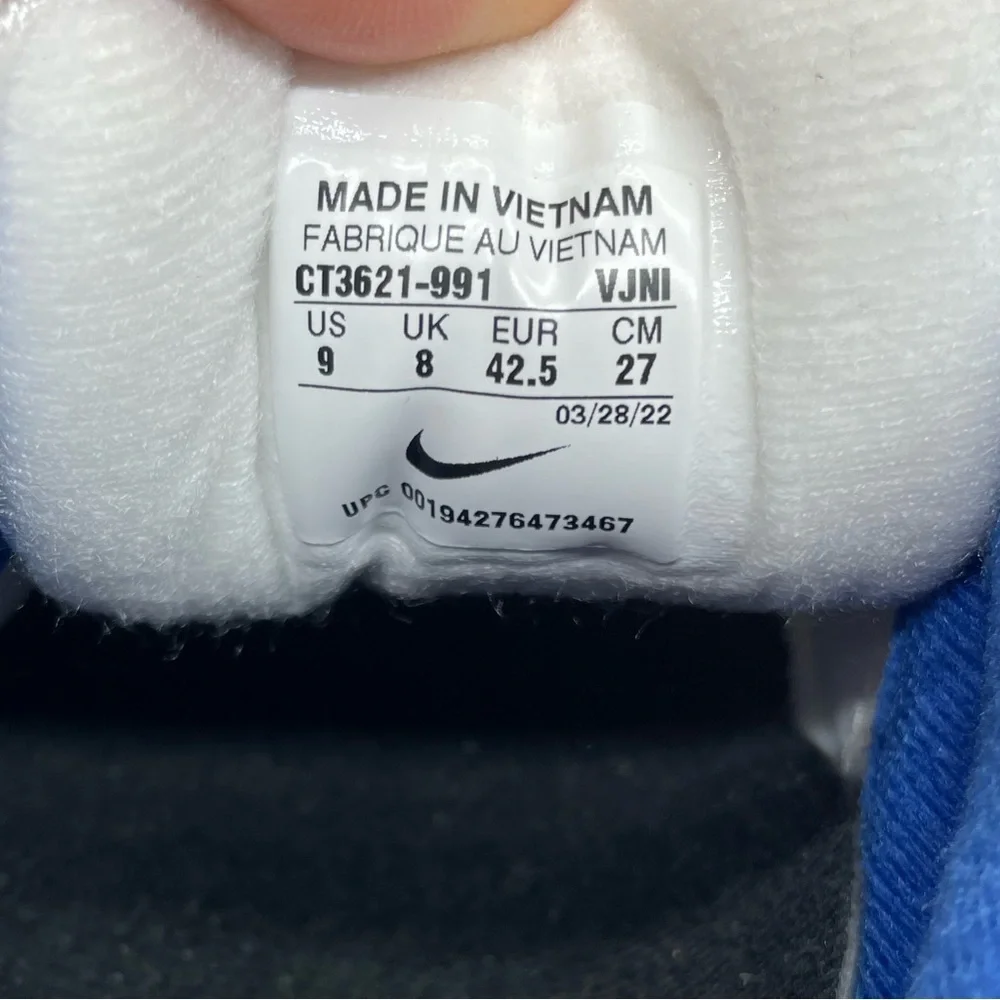 MADE IN VIETNAM
FABRIQUE AU VIETNAM
CT3621-991 VJNI
US UK EUR CM
9 8 42.5 27
03/28/22
UPC 00194276473467